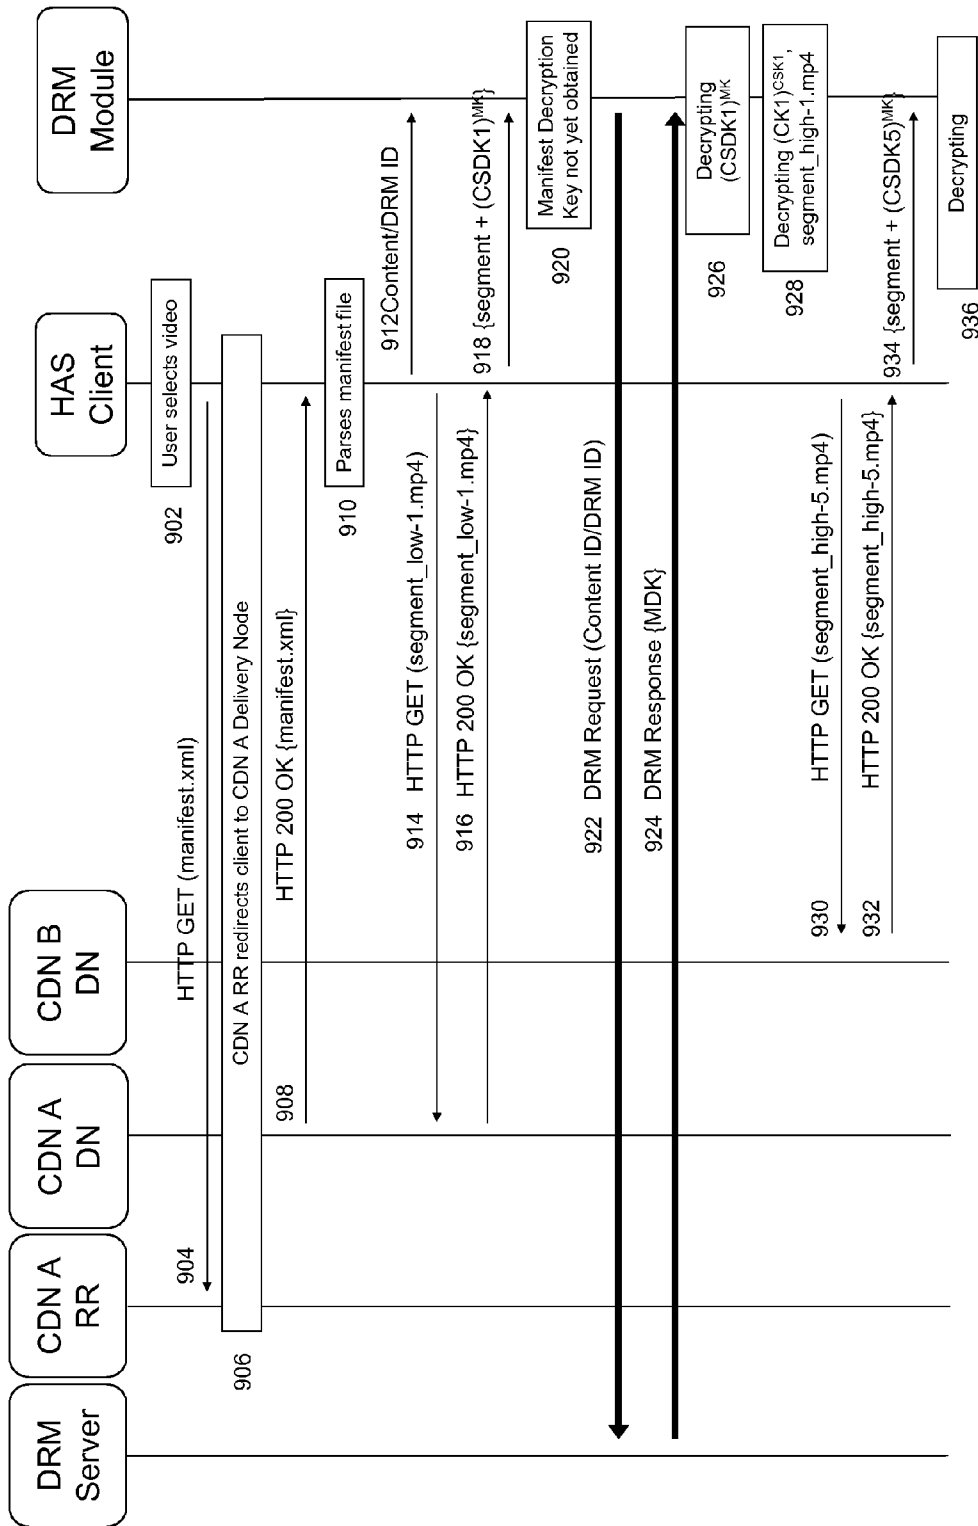 DRM
Server
CDN A
RR
CDN A
DN
CDN B
DN
HAS
Client
DRM
Module
902
User selects video
904
HTTP GET (manifest.xml)
906
CDN A RR redirects client to CDN A Delivery Node
908
HTTP 200 OK {manifest.xml}
910
Parses manifest file
912Content/DRM ID
914 HTTP GET (segment_low-1.mp4)
916 HTTP 200 OK {segment_low-1.mp4}
918 {segment + (CSDK1)MK}
920
Manifest Decryption
Key not yet obtained
922 DRM Request (Content ID/DRM ID)
924 DRM Response {MDK}
926
Decrypting
(CSDK1)MK
928
Decrypting (CK1)CSK1,
segment_high-1.mp4
930
HTTP GET (segment_high-5.mp4)
932
HTTP 200 OK {segment_high-5.mp4}
934 {segment + (CSDK5)MK}
936
Decrypting